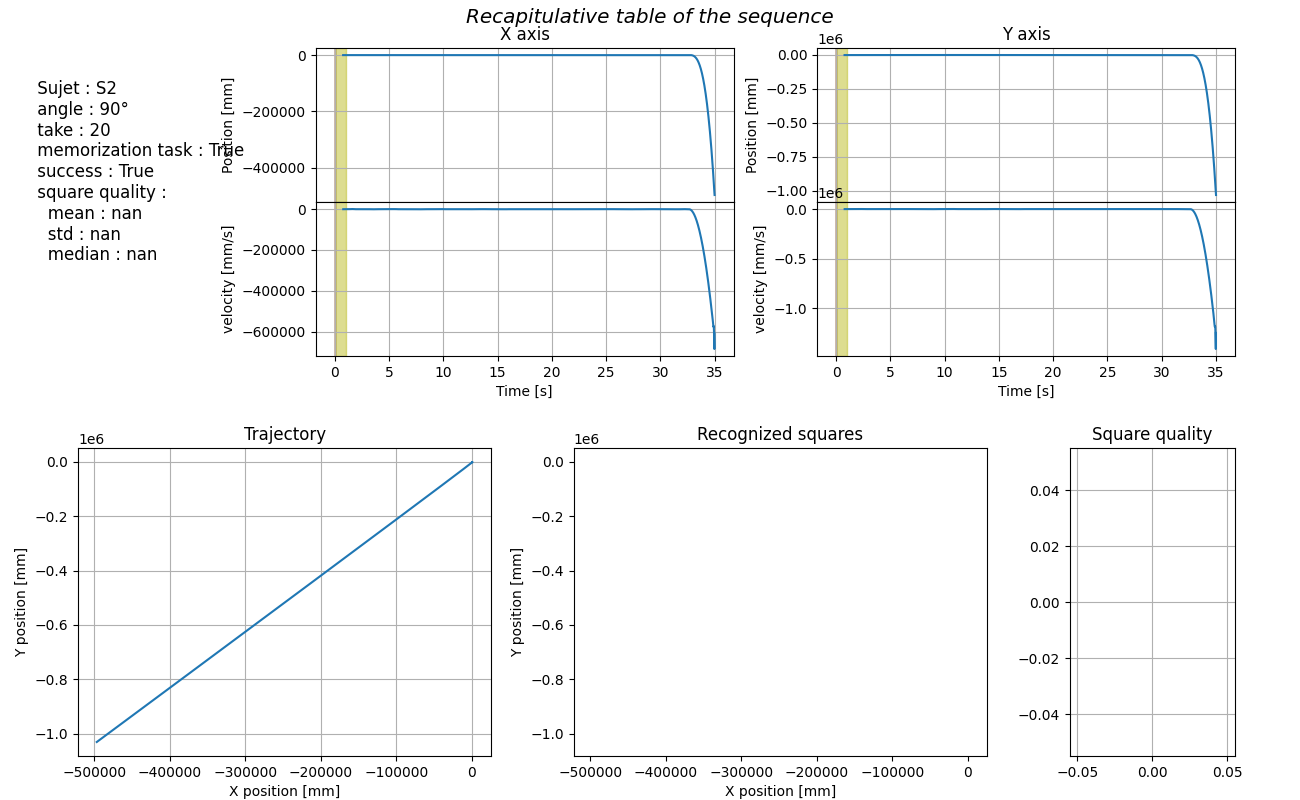 Recapitulative table of the sequence
Sujet : S2
angle : 90°
take : 20
memorization task : True
success : True
square quality :
mean : nan
std : nan
median : nan
X axis
Position [mm]
0
−200000
−400000
velocity [mm/s]
0
−200000
−400000
−600000
0 5 10 15 20 25 30 35
Time [s]
Y axis
1e6
Position [mm]
0.00
−0.25
−0.50
−0.75
−1.00
1e6
velocity [mm/s]
0.0
−0.5
−1.0
0 5 10 15 20 25 30 35
Time [s]
Trajectory
1e6
Y position [mm]
0.0
−0.2
−0.4
−0.6
−0.8
−1.0
−500000 −400000 −300000 −200000 −100000 0
X position [mm]
Recognized squares
1e6
Y position [mm]
0.0
−0.2
−0.4
−0.6
−0.8
−1.0
−500000 −400000 −300000 −200000 −100000 0
X position [mm]
Square quality
0.04
0.02
0.00
−0.02
−0.04
−0.05 0.00 0.05